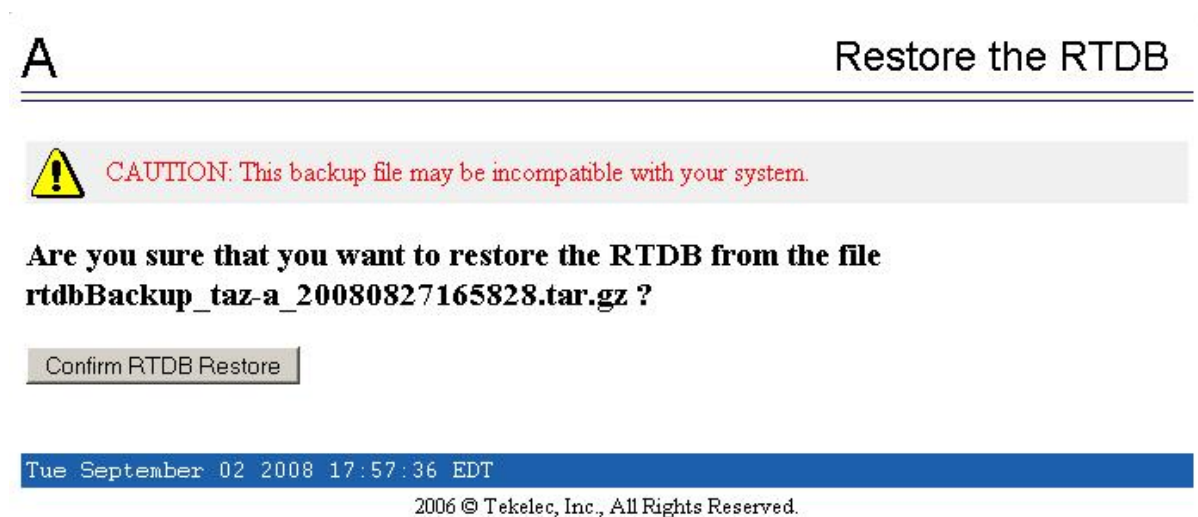 A
Restore the RTDB
CAUTION: This backup file may be incompatible with your system.
Are you sure that you want to restore the RTDB from the file
rtdbBackup_taz-a_20080827165828.tar.gz ?
Confirm RTDB Restore
Tue September 02 2008 17:57:36 EDT
2006 © Tekelec, Inc., All Rights Reserved.